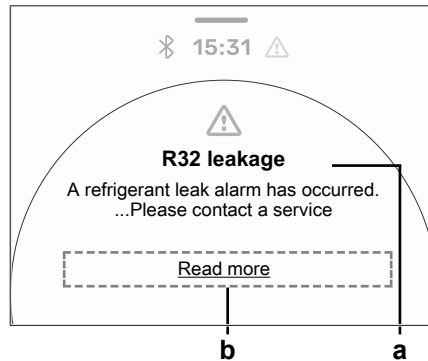 15:31
R32 leakage
A refrigerant leak alarm has occurred.
...Please contact a service
Read more
b a